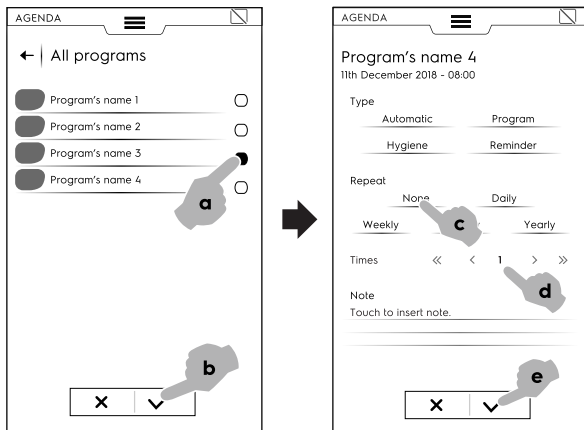 AGENDA
← All programs
Program's name 1
Program's name 2
Program's name 3
Program's name 4
a
b
AGENDA
Program's name 4
11th December 2018 - 08:00
Type
Automatic Program
Hygiene Reminder
Repeat
None Daily
Weekly Yearly
c
Times « < 1 > »
d
Note
Touch to insert note.
e